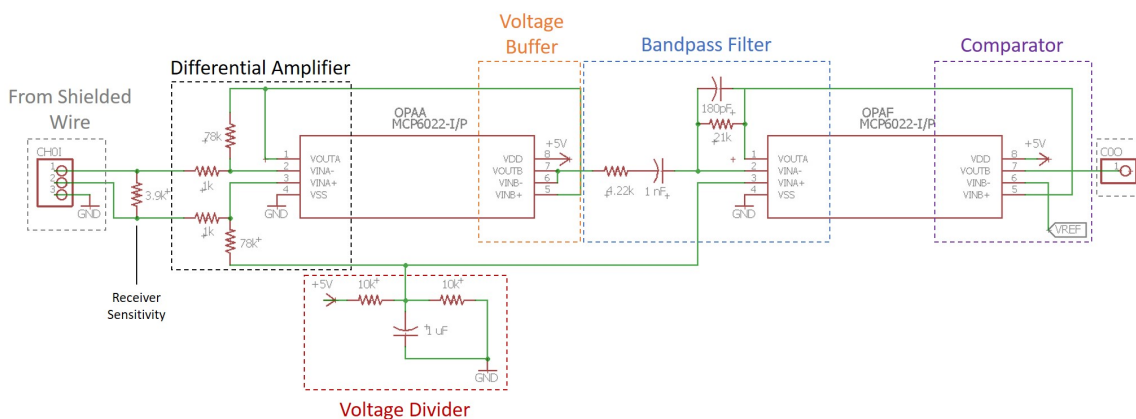 Voltage
Buffer
Bandpass Filter
Comparator
Differential Amplifier
From Shielded
Wire
CH01
1
2
3
GND
3.9k
Receiver
Sensitivity
78k
1k
1k
78k
OPAA
MCP6022-I/P
1 VOUTA
2 VINA-
3 VINA+
4 VSS
GND
VDD 8
VOUTB 7
VINB- 6
VINB+ 5
+5V
4.22k
1 nF
180pF
21k
OPAF
MCP6022-I/P
1 VOUTA
2 VINA-
3 VINA+
4 VSS
GND
VDD 8
VOUTB 7
VINB- 6
VINB+ 5
+5V
VREF
COO
1
+5V
10k
10k
1 uF
GND
Voltage Divider